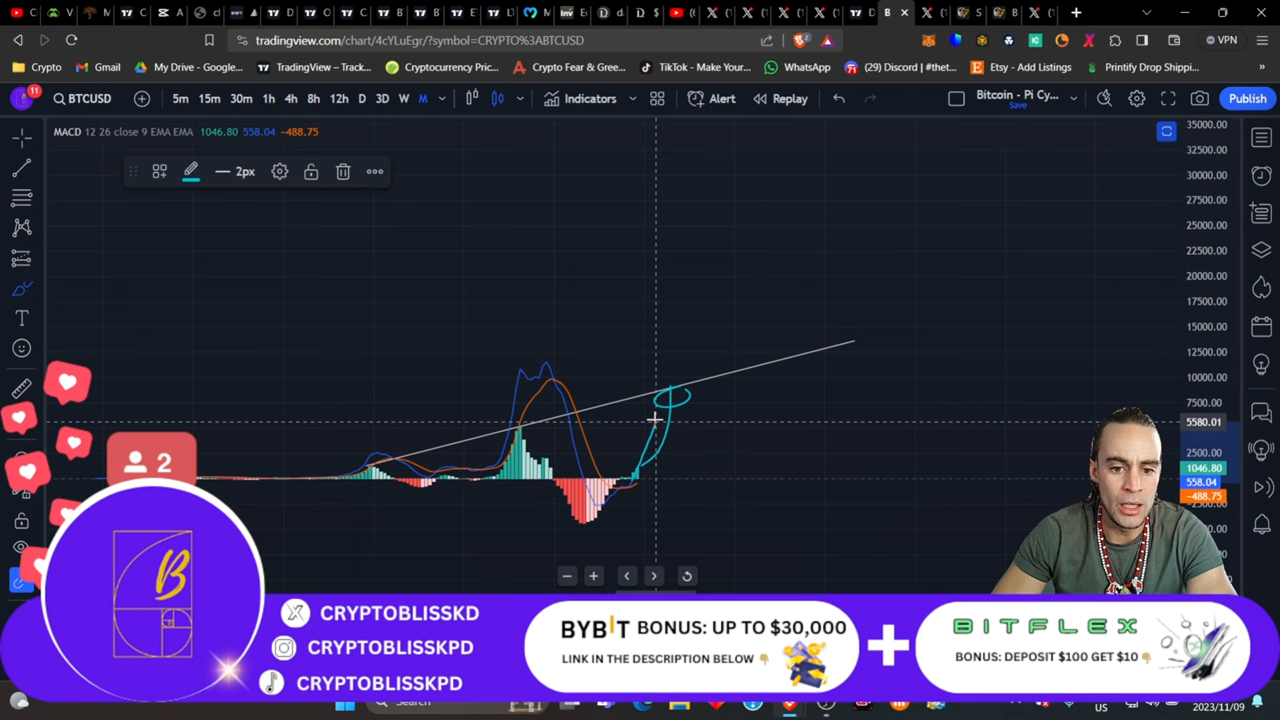 tradingview.com/chart/4cYLuEgr/?symbol=CRYPTO%3ABTCUSD
VPN
Crypto
Gmail
My Drive - Google...
TradingView – Track...
Cryptocurrency Pric...
Crypto Fear & Gree...
TikTok - Make Your...
WhatsApp
(29) Discord | #thet...
Etsy - Add Listings
Printify Drop Shippi...
11
BTCUSD
5m 15m 30m 1h 4h 8h 12h D 3D W M
Indicators
Alert
Replay
Bitcoin - Pi Cy...
Save
Publish
MACD 12 26 close 9 EMA EMA 1046.80 558.04 −488.75
2px
35000.00
32500.00
30000.00
27500.00
25000.00
22500.00
20000.00
17500.00
15000.00
12500.00
10000.00
7500.00
5580.01
2500.00
1046.80
558.04
−488.75
2
B
CRYPTOBLISSKD
CRYPTOBLISSKPD
CRYPTOBLISSKPD
BYBIT BONUS: UP TO $30,000
LINK IN THE DESCRIPTION BELOW
BITFLEX
BONUS: DEPOSIT $100 GET $10
Search
US
2023/11/09